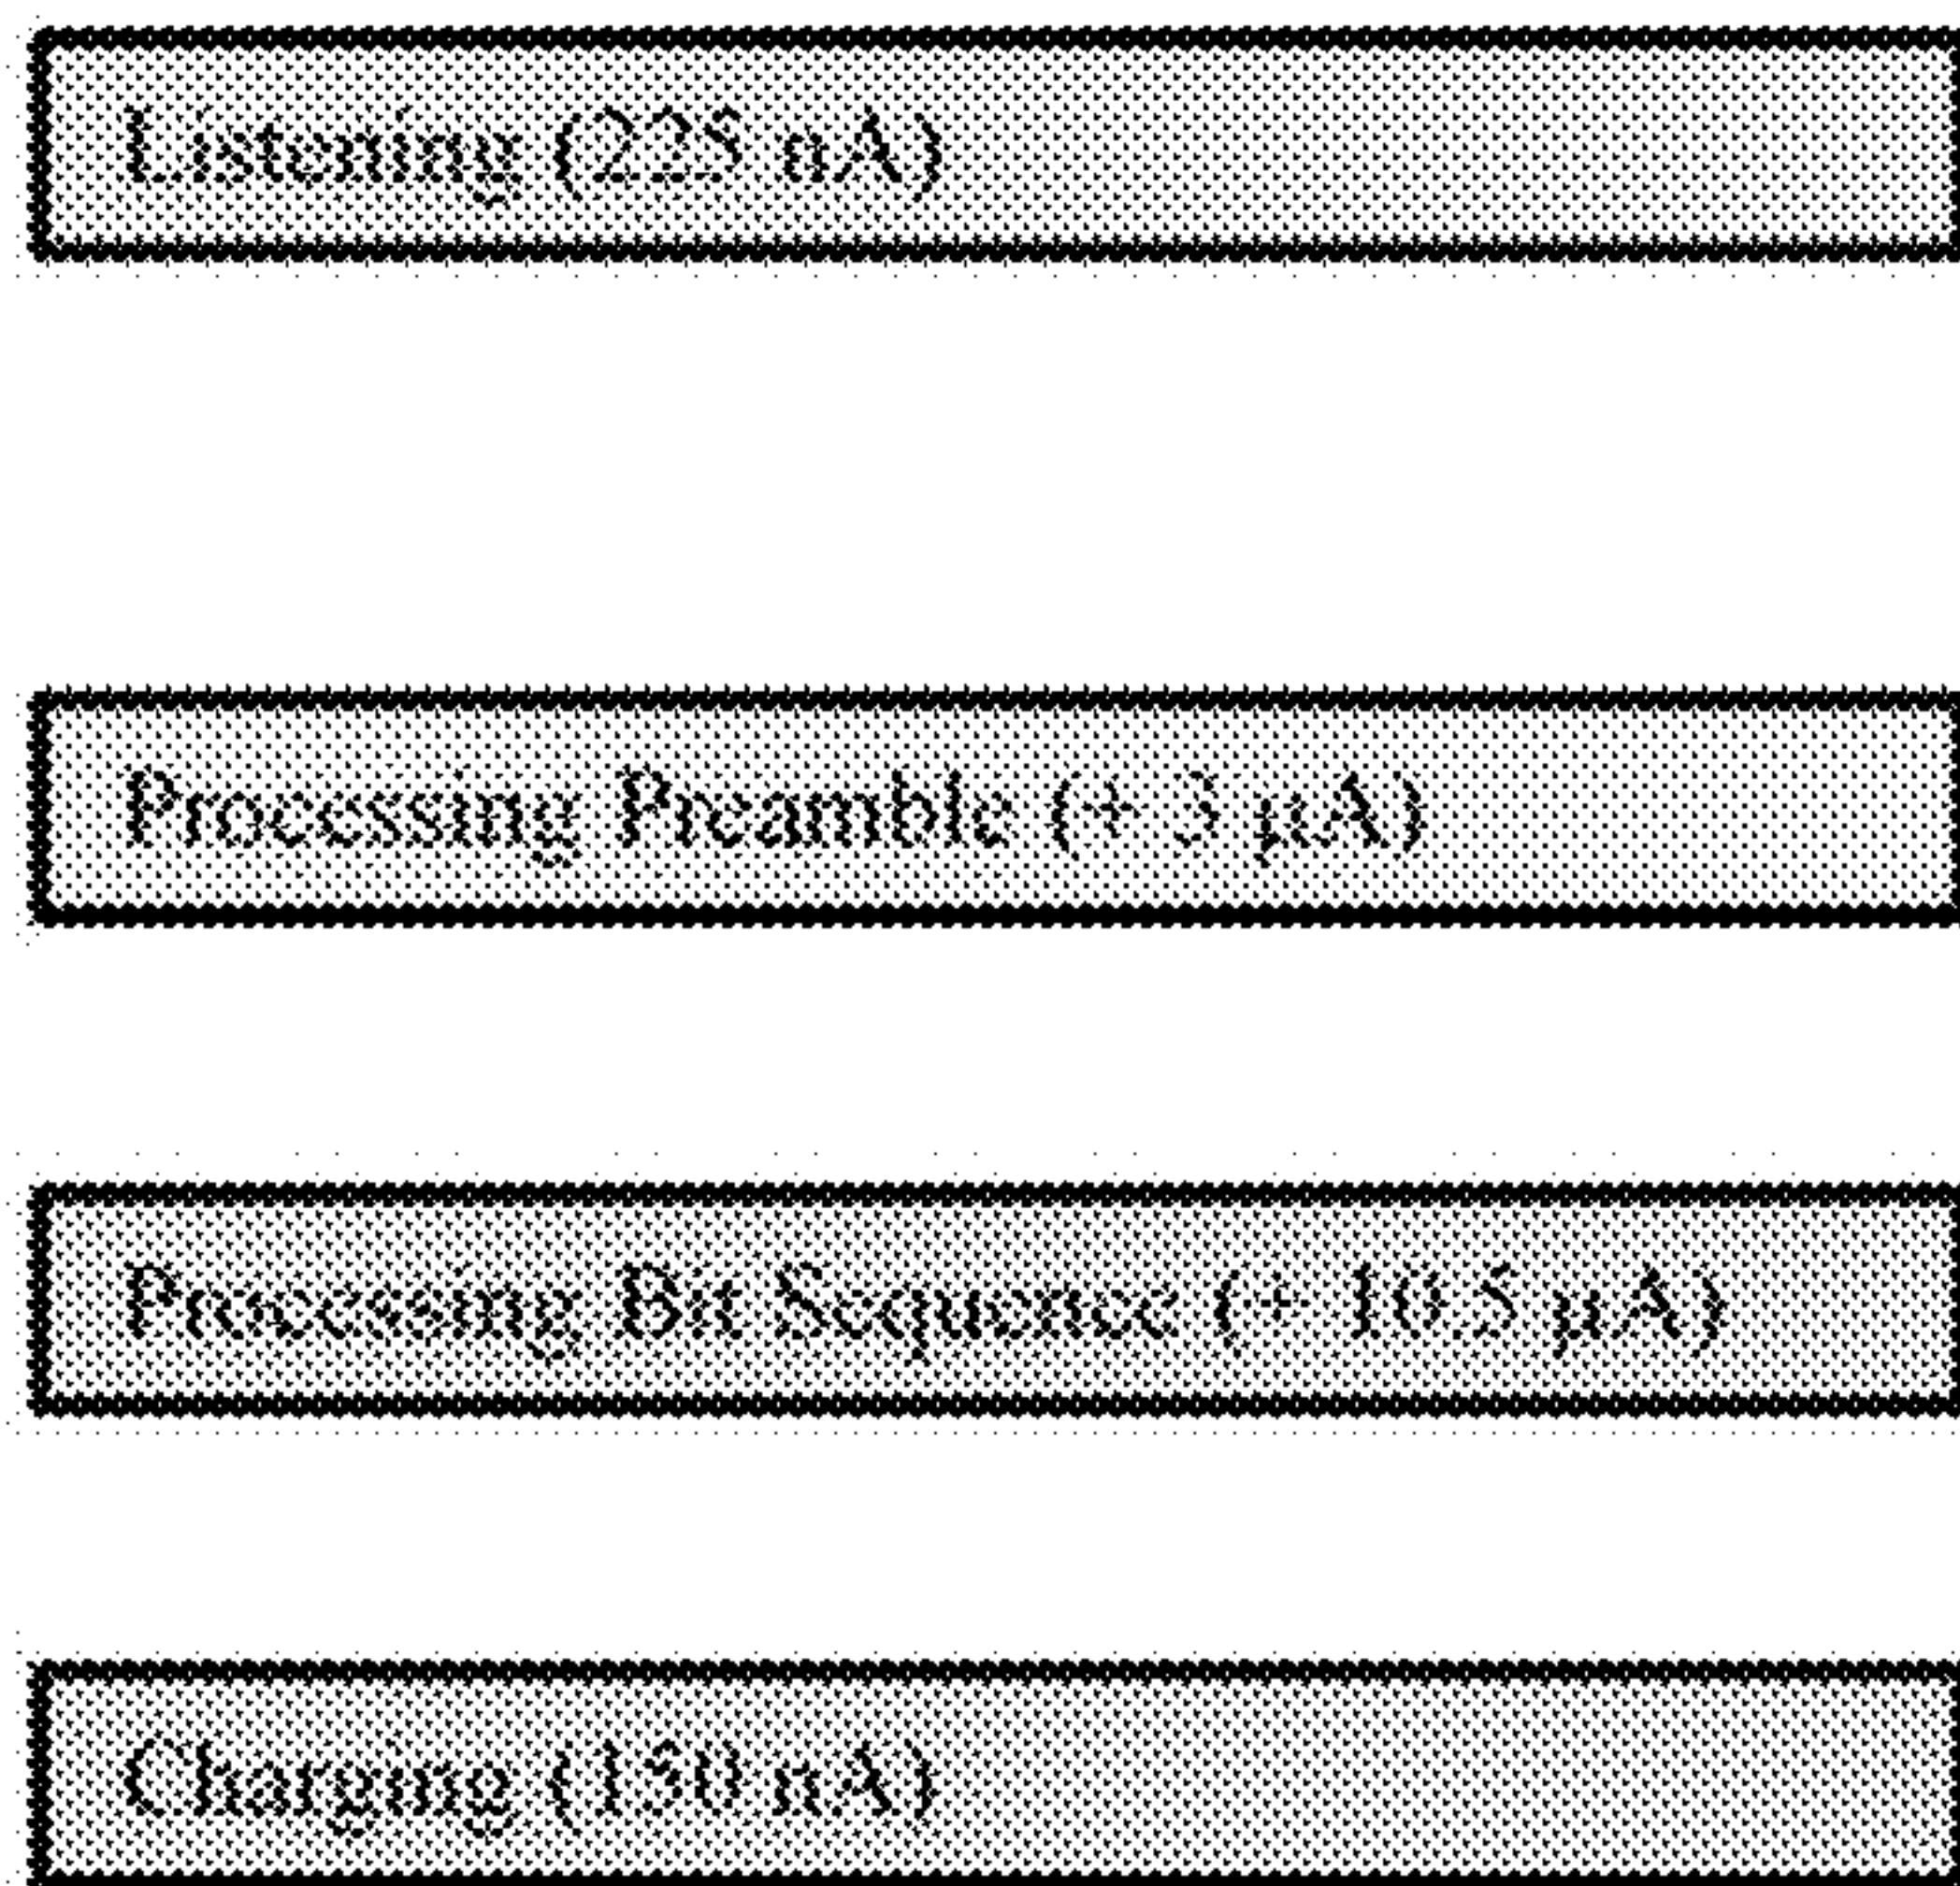 Listening (225 nA)
Processing Preamble (+ 3 µA)
Processing Bit Sequence (+ 10.5 µA)
Charging (130 nA)